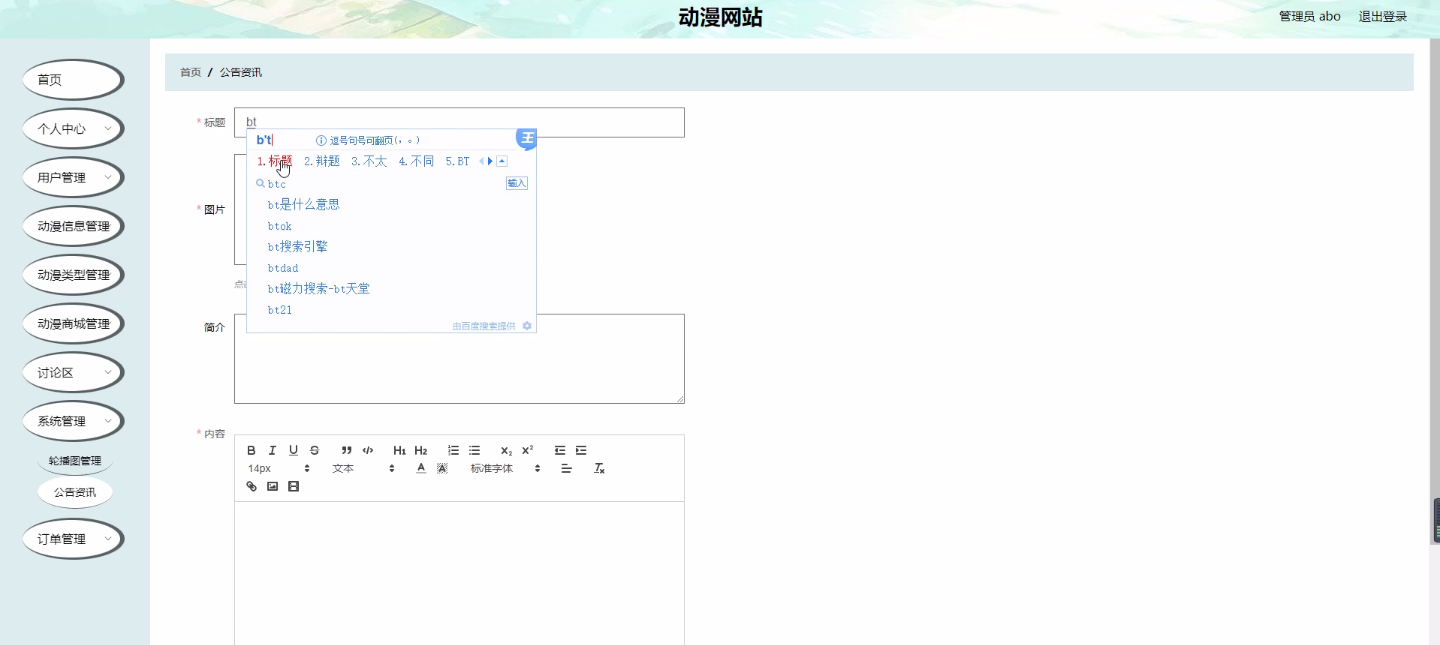 动漫网站
管理员 abo 退出登录
首页
个人中心
用户管理
动漫信息管理
动漫类型管理
动漫商城管理
讨论区
系统管理
轮播图管理
公告资讯
订单管理
首页 / 公告资讯
* 标题
bt
b't
逗号句号可翻页(，。)
王
1.标题 2.辩题 3.不太 4.不同 5.BT
btc
输入
bt是什么意思
btok
bt搜索引擎
btdad
bt磁力搜索-bt天堂
bt21
由百度搜索提供
* 图片
点
简介
* 内容
B I U S ” </> H1 H2 X2 X2
14px 文本 A A 标准字体 Tx